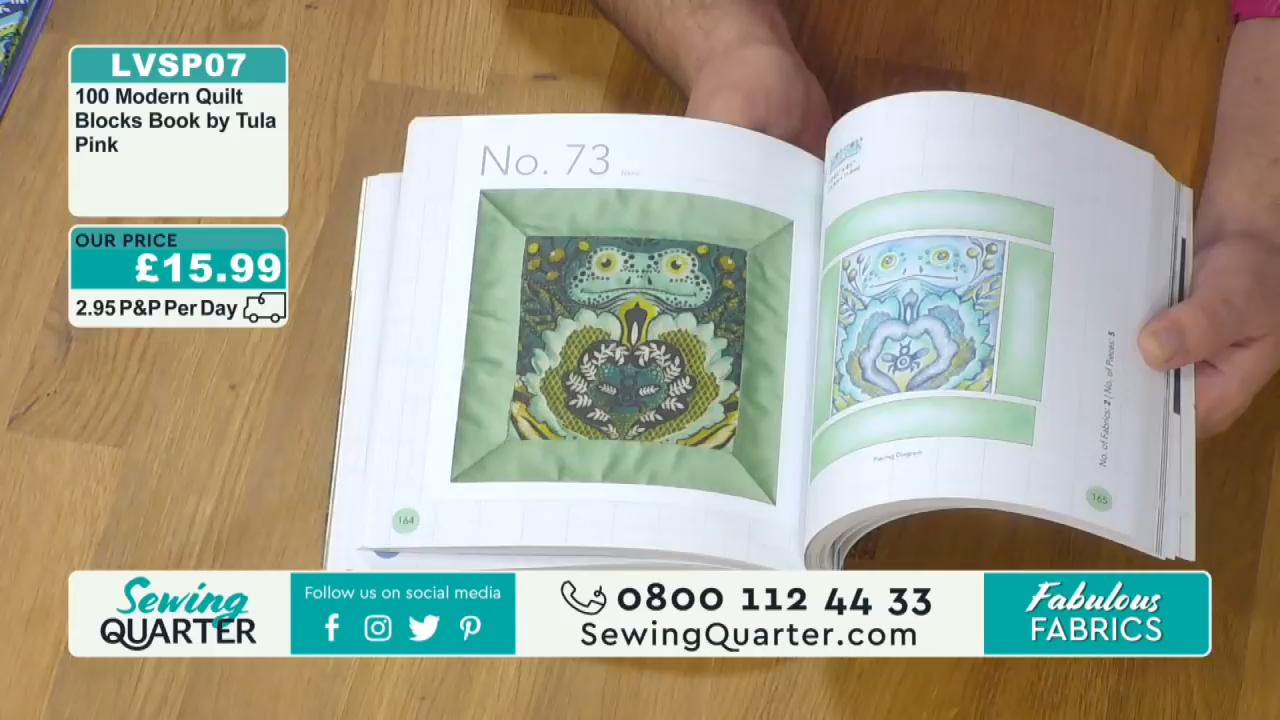 LVSP07
100 Modern Quilt
Blocks Book by Tula
Pink
OUR PRICE
£15.99
2.95 P&P Per Day
No. 73
No. of Fabrics: 2 | No. of Pieces: 5
Piecing Diagram
164
165
Sewing
QUARTER
Follow us on social media
0800 112 44 33
SewingQuarter.com
Fabulous
FABRICS